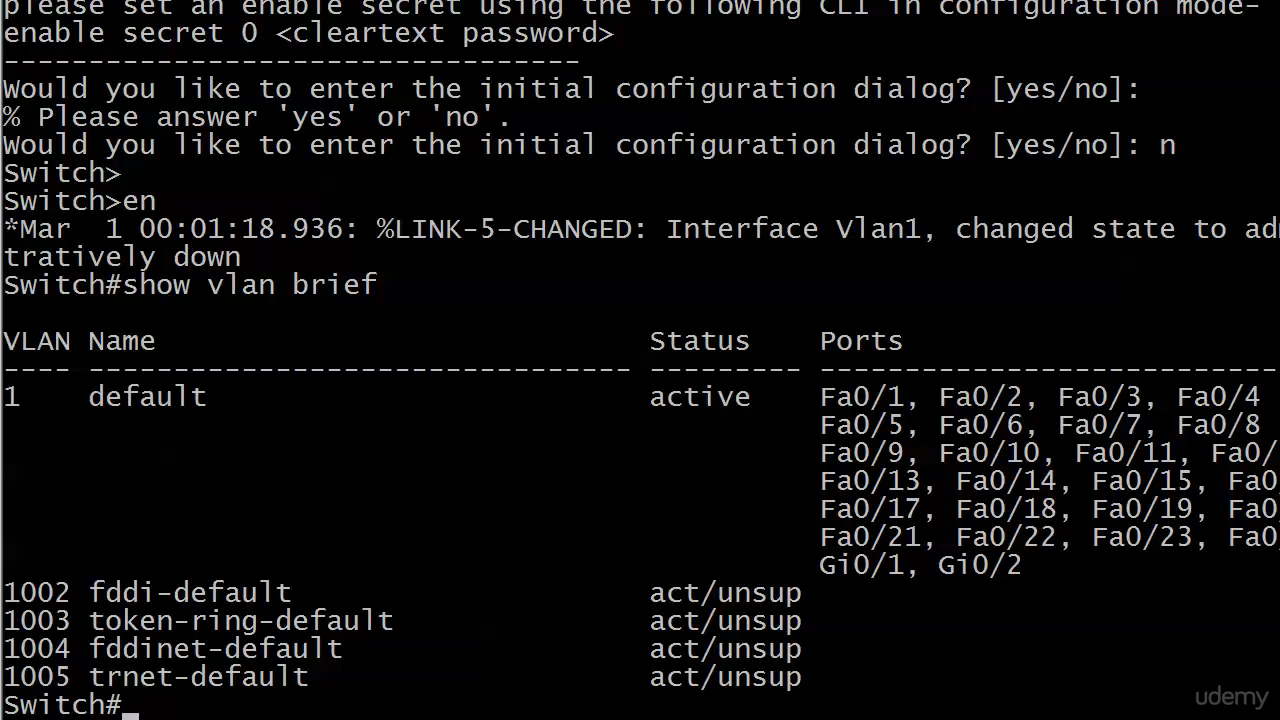 please set an enable secret using the following CLI in configuration mode-
enable secret 0 <cleartext password>
----------------------------------
Would you like to enter the initial configuration dialog? [yes/no]:
% Please answer 'yes' or 'no'.
Would you like to enter the initial configuration dialog? [yes/no]: n
Switch>
Switch>en
*Mar  1 00:01:18.936: %LINK-5-CHANGED: Interface Vlan1, changed state to ad
tratively down
Switch#show vlan brief
VLAN Name                             Status    Ports
---- -------------------------------- --------- ---------------------------
1    default                          active    Fa0/1, Fa0/2, Fa0/3, Fa0/4
Fa0/5, Fa0/6, Fa0/7, Fa0/8
Fa0/9, Fa0/10, Fa0/11, Fa0/
Fa0/13, Fa0/14, Fa0/15, Fa0
Fa0/17, Fa0/18, Fa0/19, Fa0
Fa0/21, Fa0/22, Fa0/23, Fa0
Gi0/1, Gi0/2
1002 fddi-default                     act/unsup
1003 token-ring-default               act/unsup
1004 fddinet-default                  act/unsup
1005 trnet-default                    act/unsup
Switch#
udemy